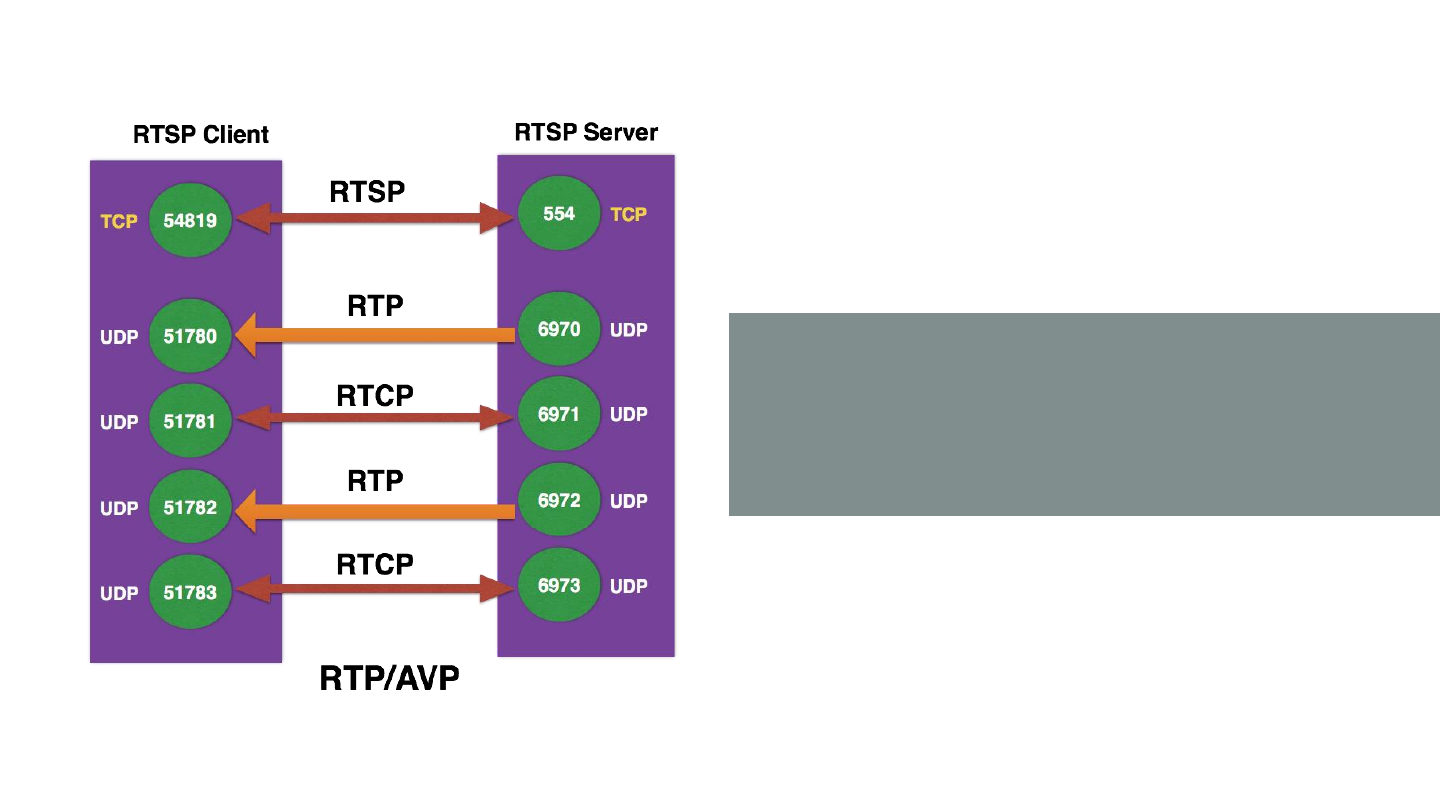 RTSP Client
RTSP Server
RTSP
TCP 54819
554 TCP
RTP
UDP 51780
6970 UDP
RTCP
UDP 51781
6971 UDP
RTP
UDP 51782
6972 UDP
RTCP
UDP 51783
6973 UDP
RTP/AVP